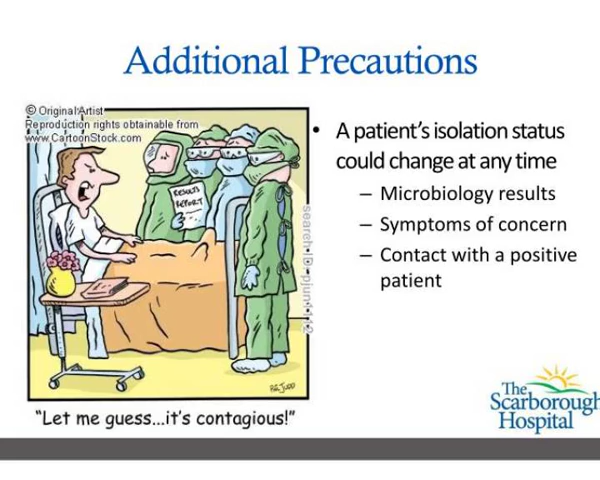 Additional Precautions
© Original Artist
Reproduction rights obtainable from
www.CartoonStock.com
RESULTS
REPORT
"Let me guess...it's contagious!"
• A patient's isolation status
could change at any time
– Microbiology results
– Symptoms of concern
– Contact with a positive
patient
The
Scarborough
Hospital